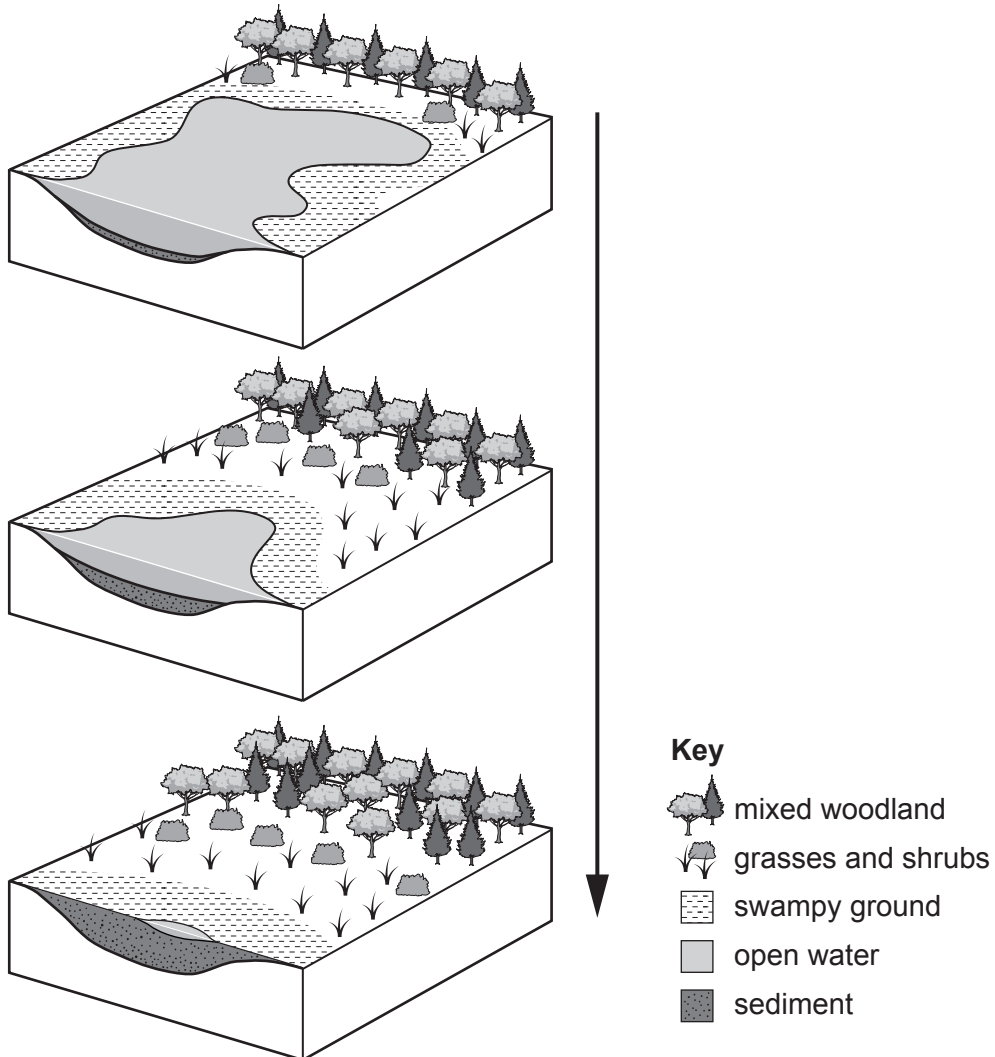 Key
mixed woodland
grasses and shrubs
swampy ground
open water
sediment